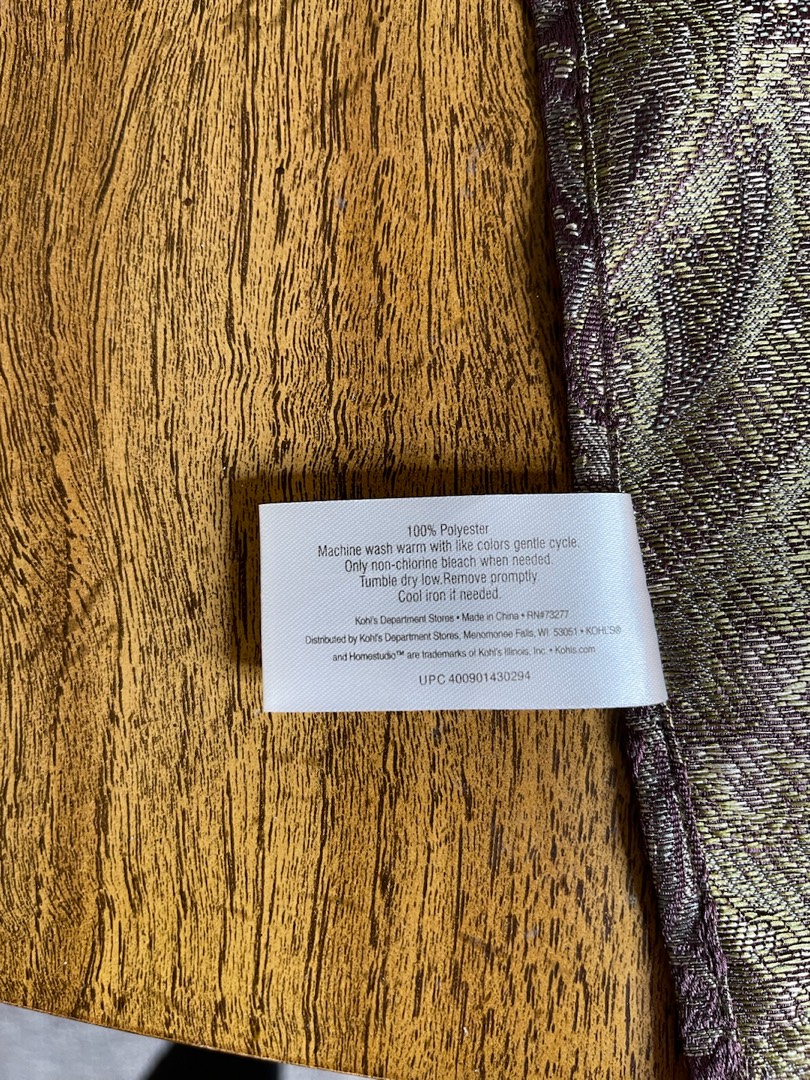 100% Polyester
Machine wash warm with like colors gentle cycle.
Only non-chlorine bleach when needed.
Tumble dry low.Remove promptly
Cool iron if needed.
Kohl's Department Stores • Made in China • RN#73277
Distributed by Kohl's Department Stores, Menomonee Falls, WI 53051 • KOHL'S®
and Homestudio™ are trademarks of Kohl's Illinois, Inc. • Kohls.com
UPC 400901430294